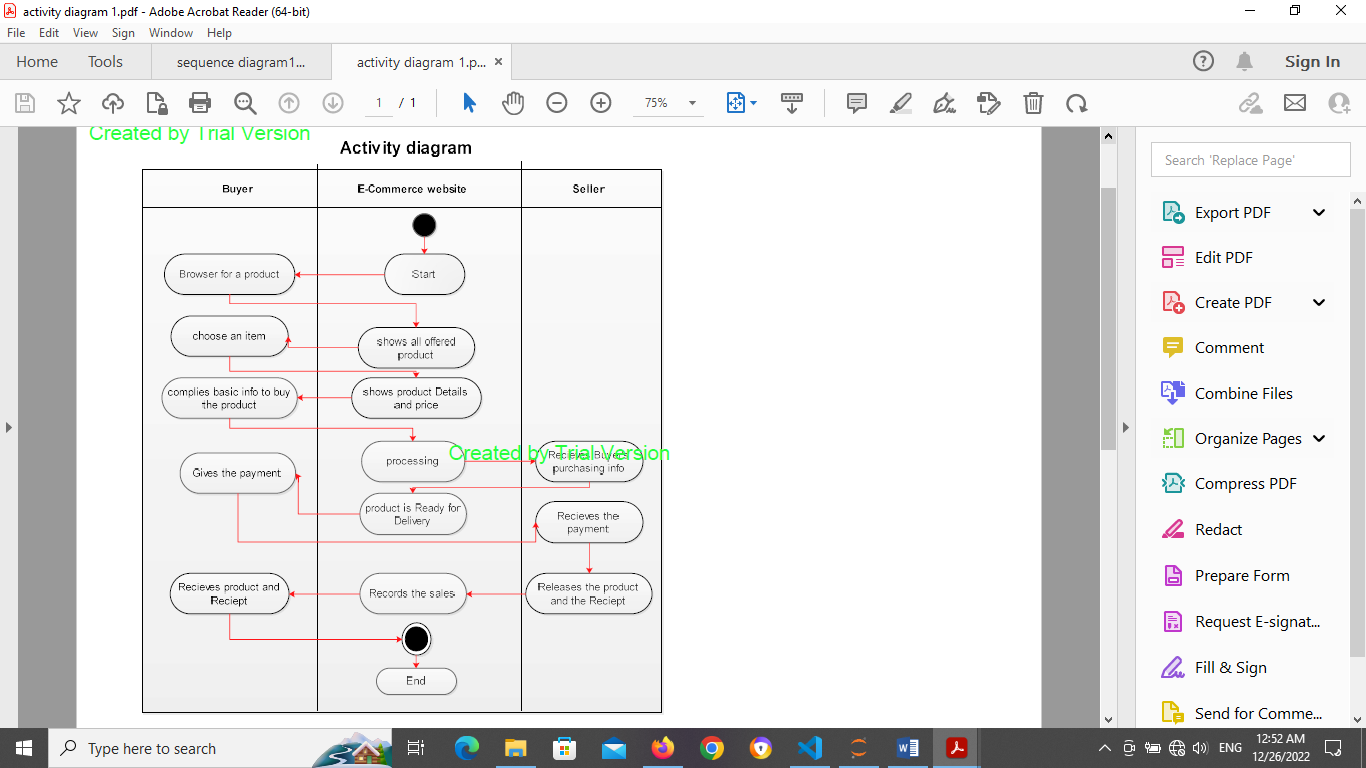 activity diagram 1.pdf - Adobe Acrobat Reader (64-bit)
File Edit View Sign Window Help
Home Tools sequence diagram1... activity diagram 1.p... × Sign In
1 / 1 75%
Created by Trial Version
Activity diagram
Buyer E-Commerce website Seller
Browser for a product Start
choose an item shows all offered
product
complies basic info to buy
the product
shows product Details
and price
processing
Created by Trial Version
Recieves Buyer's
purchasing info
Gives the payment
product is Ready for
Delivery
Recieves the
payment
Recieves product and
Reciept
Records the sales
Releases the product
and the Reciept
End
Search 'Replace Page'
Export PDF
Edit PDF
Create PDF
Comment
Combine Files
Organize Pages
Compress PDF
Redact
Prepare Form
Request E-signat...
Fill & Sign
Send for Comme...
Type here to search
ENG
12:52 AM
12/26/2022